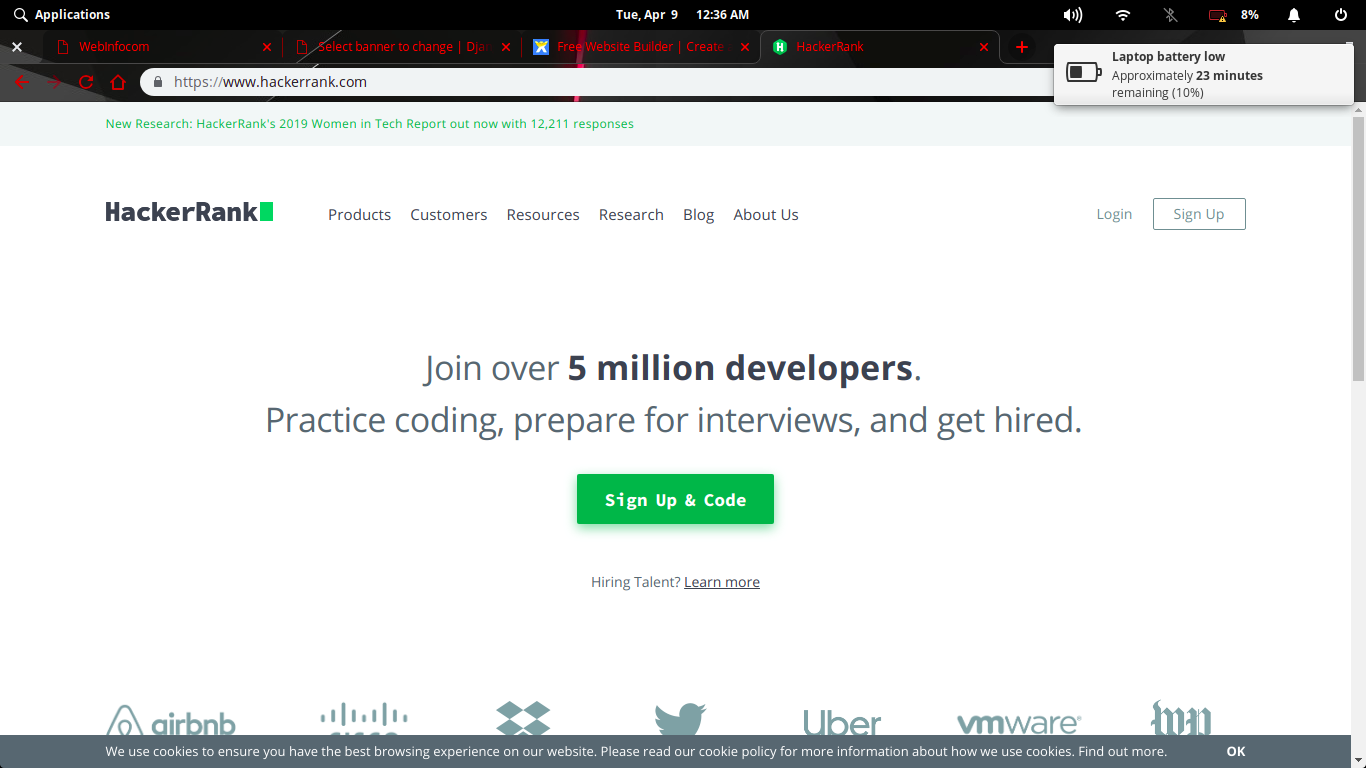 Applications
Tue, Apr 9 12:36 AM
8%
WebInfocom
Select banner to change | Dja
Free Website Builder | Create
HackerRank
https://www.hackerrank.com
Laptop battery low
Approximately 23 minutes
remaining (10%)
New Research: HackerRank's 2019 Women in Tech Report out now with 12,211 responses
HackerRank
Products Customers Resources Research Blog About Us
Login Sign Up
Join over 5 million developers.
Practice coding, prepare for interviews, and get hired.
Sign Up & Code
Hiring Talent? Learn more
airbnb
CISCO
Uber
vmware
wp
We use cookies to ensure you have the best browsing experience on our website. Please read our cookie policy for more information about how we use cookies. Find out more.
OK